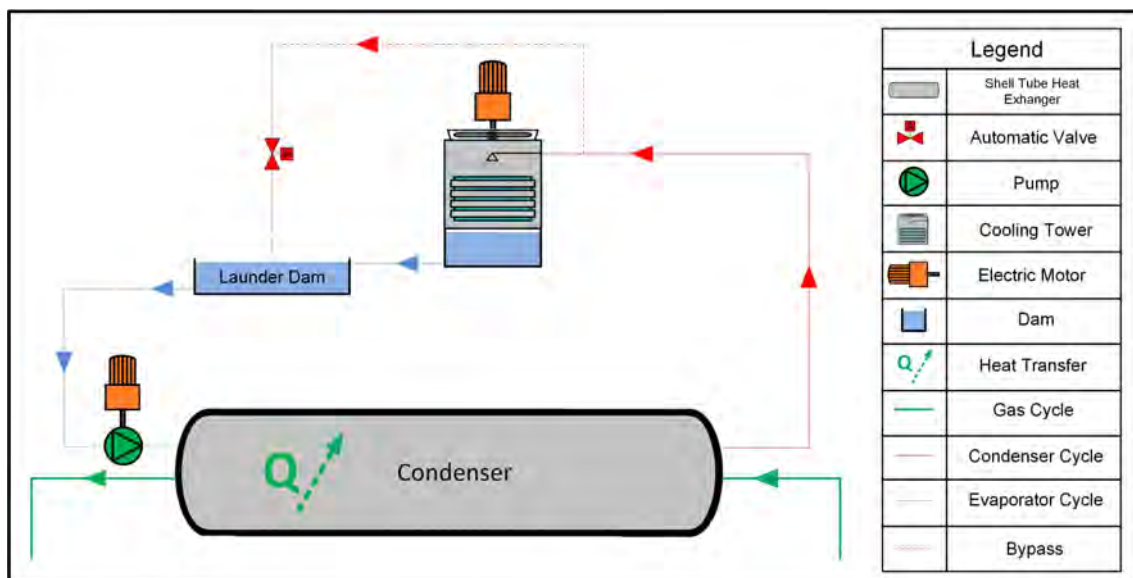 Legend
Shell Tube Heat
Exhanger
Automatic Valve
Pump
Cooling Tower
Electric Motor
Dam
Q
Heat Transfer
Gas Cycle
Condenser Cycle
Evaporator Cycle
Bypass
Launder Dam
Q
Condenser